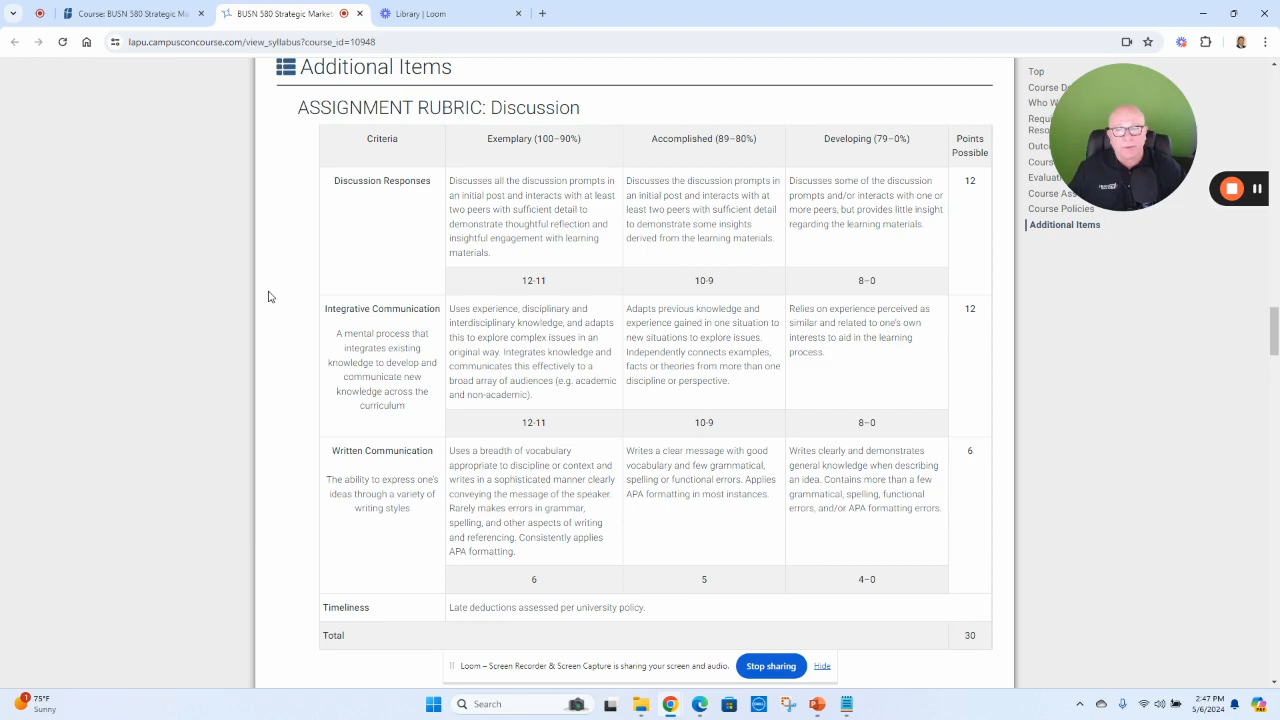 Course: BUSN 580 Strategic M
BUSN 580 Strategic Market
Library | Loom
lapu.campusconcourse.com/view_syllabus?course_id=10948
Additional Items
ASSIGNMENT RUBRIC: Discussion
Criteria
Exemplary (100–90%)
Accomplished (89–80%)
Developing (79–0%)
Points
Possible
Discussion Responses
Discusses all the discussion prompts in
an initial post and interacts with at least
two peers with sufficient detail to
demonstrate thoughtful reflection and
insightful engagement with learning
materials.
Discusses the discussion prompts in
an initial post and interacts with at
least two peers with sufficient detail
to demonstrate some insights
derived from the learning materials.
Discusses some of the discussion
prompts and/or interacts with one or
more peers, but provides little insight
regarding the learning materials.
12
12-11
10-9
8–0
Integrative Communication
A mental process that
integrates existing
knowledge to develop and
communicate new
knowledge across the
curriculum
Uses experience, disciplinary and
interdisciplinary knowledge, and adapts
this to explore complex issues in an
original way. Integrates knowledge and
communicates this effectively to a
broad array of audiences (e.g. academic
and non-academic).
Adapts previous knowledge and
experience gained in one situation to
new situations to explore issues.
Independently connects examples,
facts or theories from more than one
discipline or perspective.
Relies on experience perceived as
similar and related to one's own
interests to aid in the learning
process.
12
12-11
10-9
8–0
Written Communication
The ability to express one's
ideas through a variety of
writing styles
Uses a breadth of vocabulary
appropriate to discipline or context and
writes in a sophisticated manner clearly
conveying the message of the speaker.
Rarely makes errors in grammar,
spelling, and other aspects of writing
and referencing. Consistently applies
APA formatting.
Writes a clear message with good
vocabulary and few grammatical,
spelling or functional errors. Applies
APA formatting in most instances.
Writes clearly and demonstrates
general knowledge when describing
an idea. Contains more than a few
grammatical, spelling, functional
errors, and/or APA formatting errors.
6
6
5
4–0
Timeliness
Late deductions assessed per university policy.
Total
30
Top
Course D
Who W
Requi
Reso
Outco
Cours
Evaluati
Course Ass
Course Policies
Additional Items
Loom – Screen Recorder & Screen Capture is sharing your screen and audio.
Stop sharing
Hide
1
75°F
Sunny
Search
2:47 PM
5/6/2024